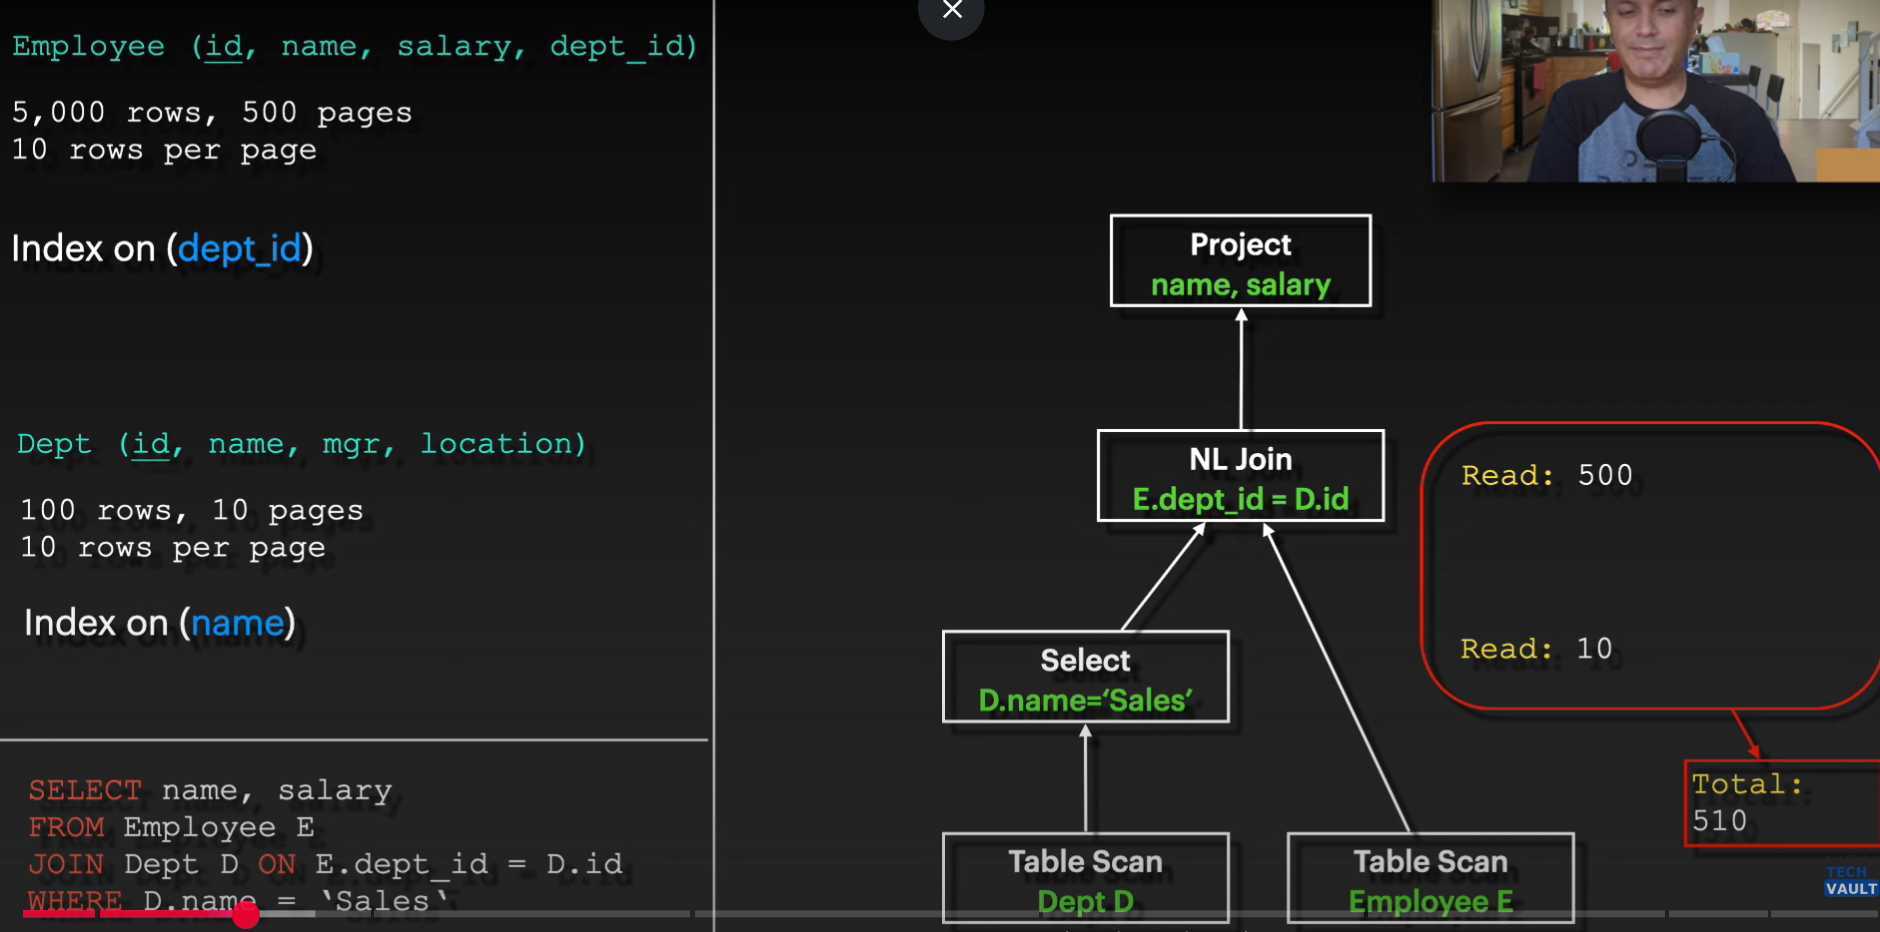 Employee (id, name, salary, dept_id)
5,000 rows, 500 pages
10 rows per page
Index on (dept_id)
Dept (id, name, mgr, location)
100 rows, 10 pages
10 rows per page
Index on (name)
SELECT name, salary
FROM Employee E
JOIN Dept D ON E.dept_id = D.id
WHERE D.name = `Sales`
Project
name, salary
NL Join
E.dept_id = D.id
Select
D.name=‘Sales’
Table Scan
Dept D
Table Scan
Employee E
Read: 500
Read: 10
Total:
510
TECH
VAULT